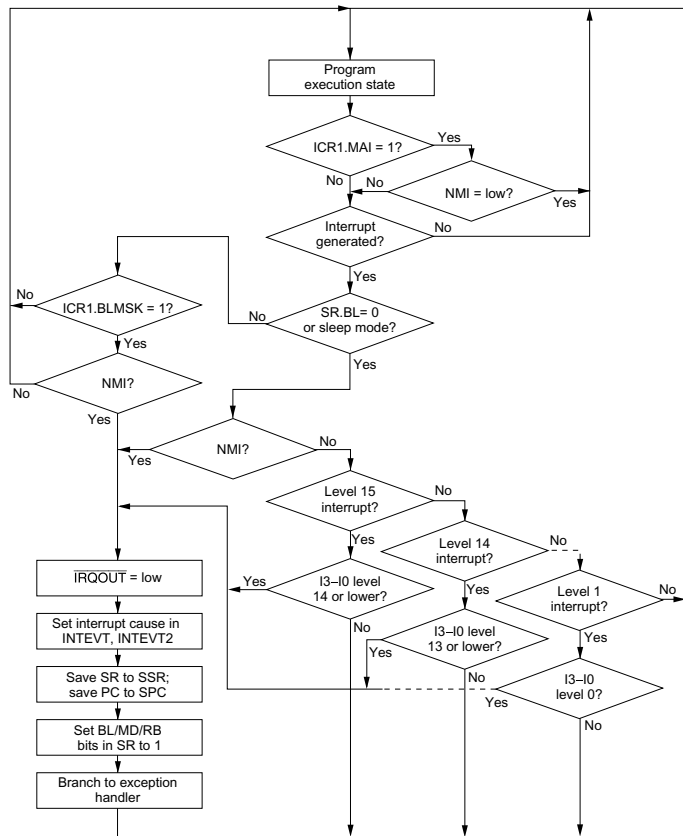 Program
execution state
ICR1.MAI = 1?
Yes
No
NMI = low?
No
Yes
Interrupt
generated?
No
Yes
ICR1.BLMSK = 1?
No
Yes
SR.BL= 0
or sleep mode?
No
Yes
NMI?
No
Yes
NMI?
Yes
No
Level 15
interrupt?
No
Yes
Level 14
interrupt?
No
Yes
Level 1
interrupt?
No
Yes
I3–I0 level
14 or lower?
Yes
No
I3–I0 level
13 or lower?
Yes
No
I3–I0
level 0?
Yes
No
IRQOUT = low
Set interrupt cause in
INTEVT, INTEVT2
Save SR to SSR;
save PC to SPC
Set BL/MD/RB
bits in SR to 1
Branch to exception
handler